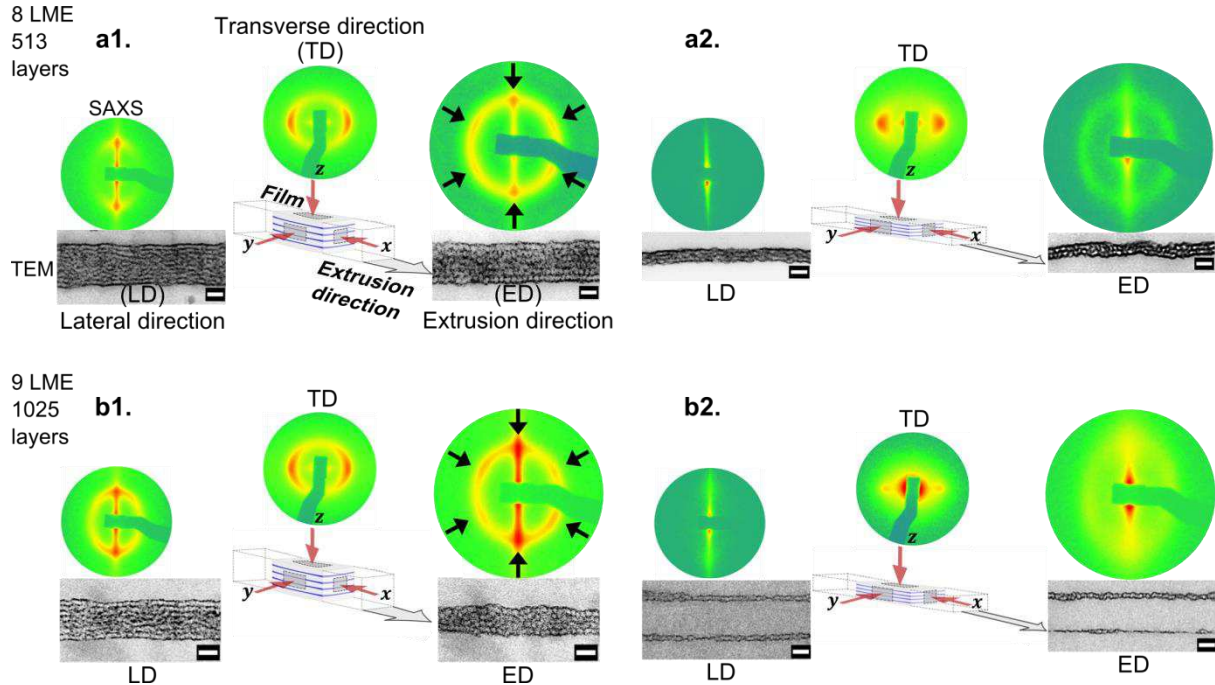 8 LME
513
layers
a1.
Transverse direction
(TD)
SAXS
z
Film
y
x
TEM
(LD)
Lateral direction
Extrusion
direction
(ED)
Extrusion direction
a2.
TD
z
y
x
LD
ED
9 LME
1025
layers
b1.
TD
z
y
x
LD
ED
b2.
TD
z
y
x
LD
ED